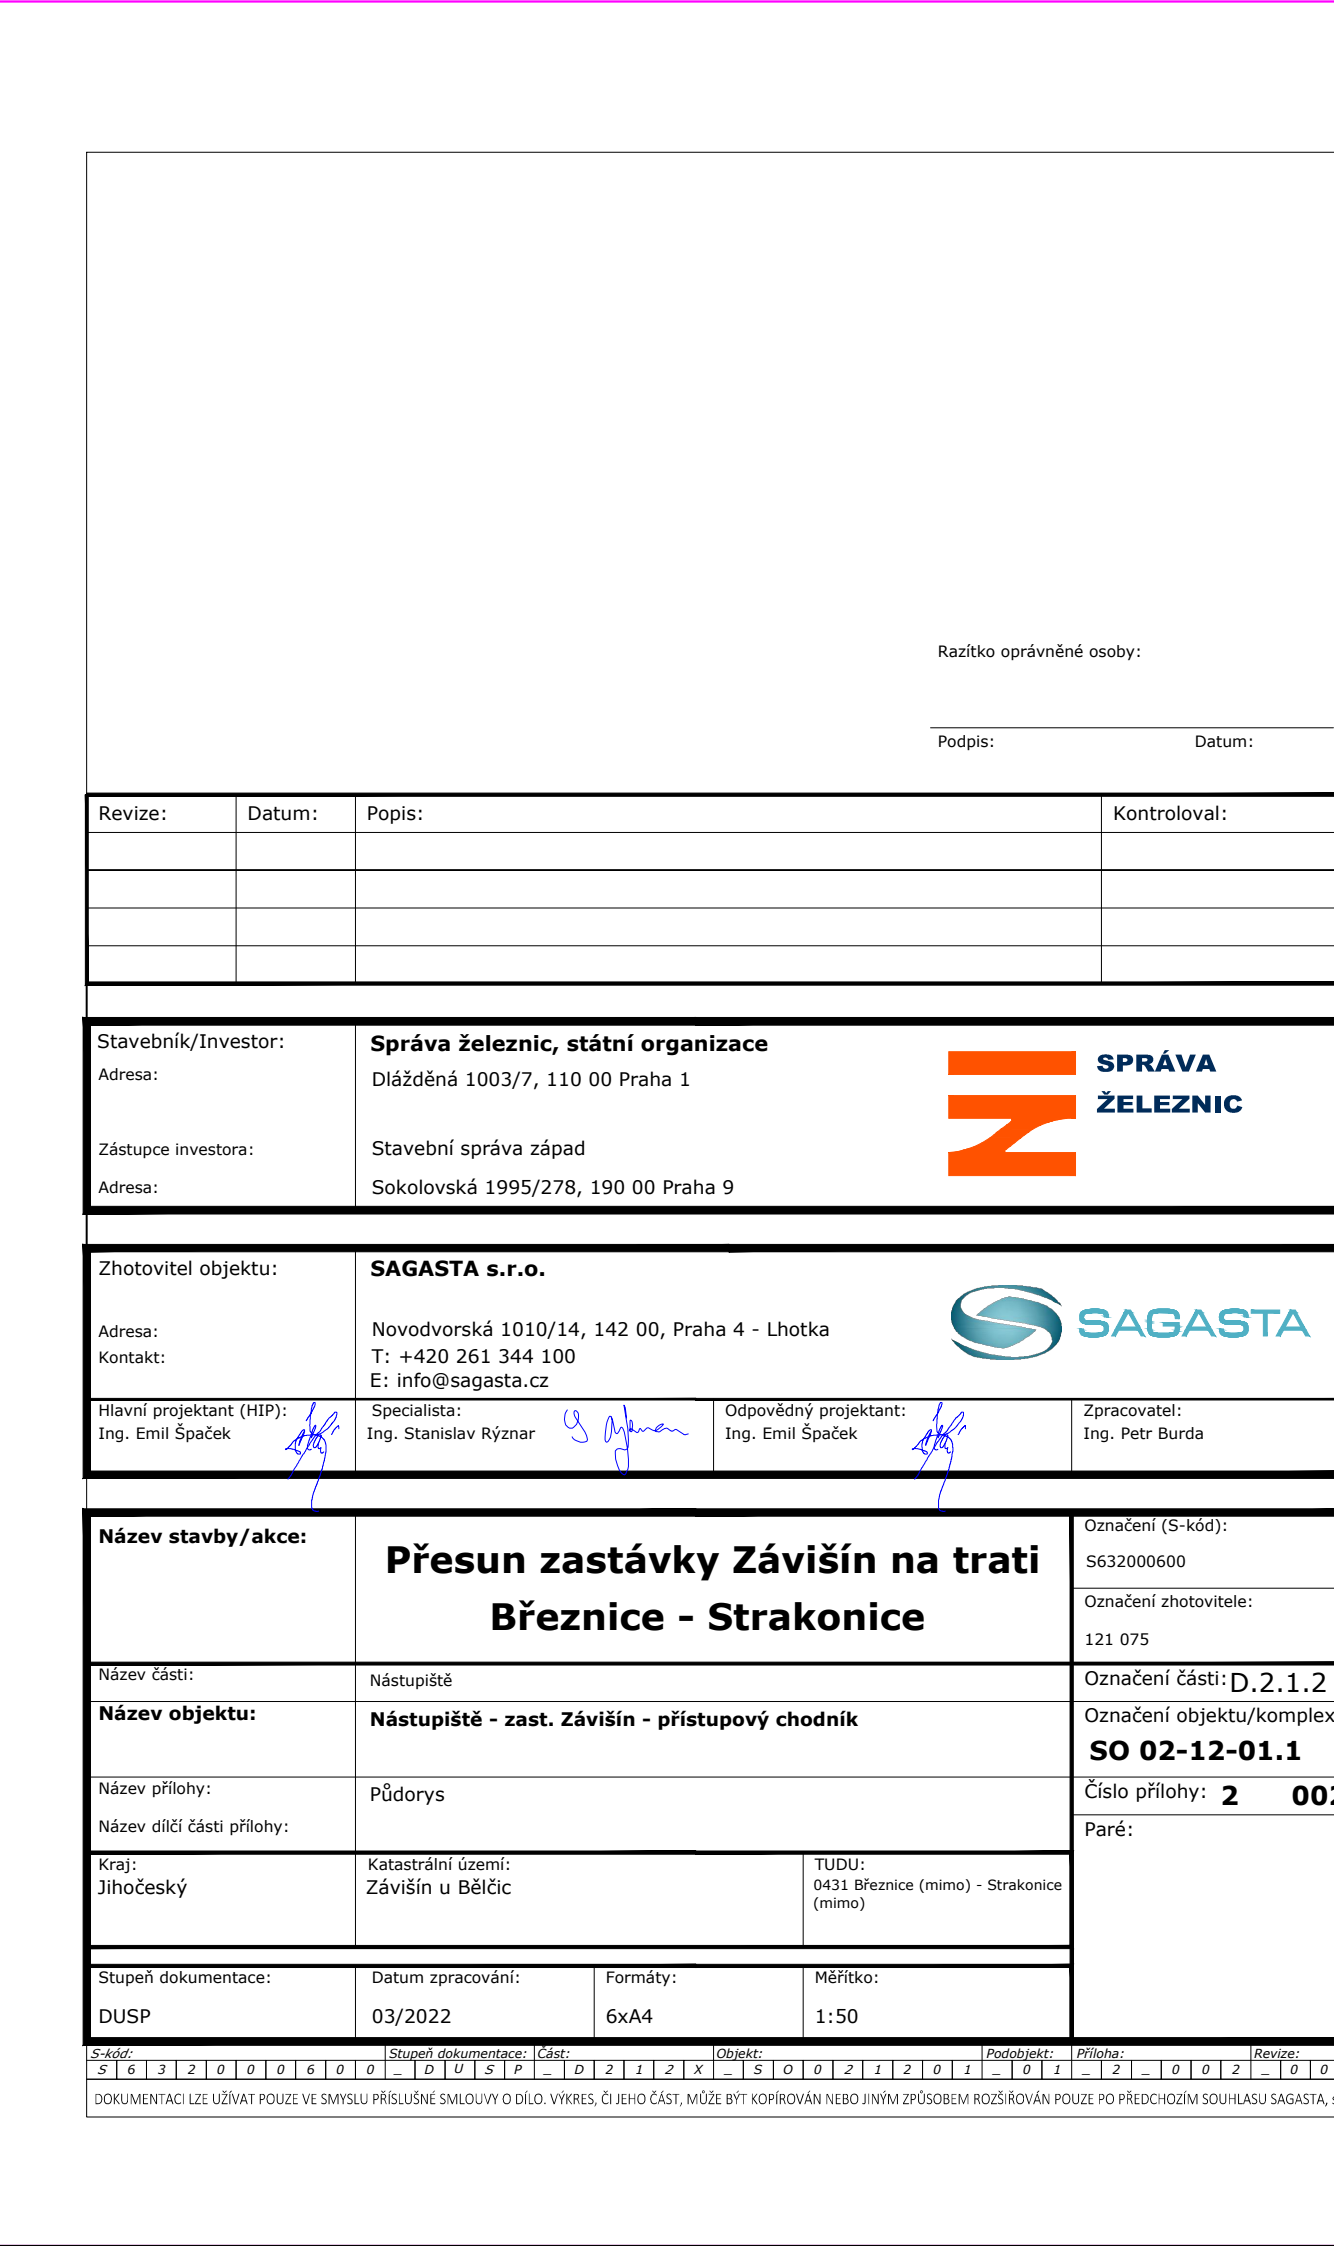 Razítko oprávněné osoby:
Podpis: Datum:
Revize: Datum: Popis: Kontroloval:
Stavebník/Investor: Správa železnic, státní organizace
Adresa: Dlážděná 1003/7, 110 00 Praha 1
SPRÁVA
ŽELEZNIC
Zástupce investora: Stavební správa západ
Adresa: Sokolovská 1995/278, 190 00 Praha 9
Zhotovitel objektu: SAGASTA s.r.o.
SAGASTA
Adresa: Novodvorská 1010/14, 142 00, Praha 4 - Lhotka
Kontakt: T: +420 261 344 100
E: info@sagasta.cz
Hlavní projektant (HIP): Specialista: Odpovědný projektant: Zpracovatel:
Ing. Emil Špaček Ing. Stanislav Rýznar Ing. Emil Špaček Ing. Petr Burda
Název stavby/akce: Přesun zastávky Závišín na trati
Březnice - Strakonice
Označení (S-kód):
S632000600
Označení zhotovitele:
121 075
Název části: Nástupiště Označení části: D.2.1.2
Název objektu: Nástupiště - zast. Závišín - přístupový chodník Označení objektu/komplex
SO 02-12-01.1
Název přílohy: Půdorys Číslo přílohy: 2 002
Název dílčí části přílohy: Paré:
Kraj: Katastrální území: TUDU:
Jihočeský Závišín u Bělčic 0431 Březnice (mimo) - Strakonice
(mimo)
Stupeň dokumentace: Datum zpracování: Formáty: Měřítko:
DUSP 03/2022 6xA4 1:50
S-kód: Stupeň dokumentace: Část: Objekt: Podobjekt: Příloha: Revize:
S 6 3 2 0 0 0 6 0 0 _ D U S P _ D 2 1 2 X _ S O 0 2 1 2 0 1 _ 0 1 _ 2 _ 0 0 2 _ 0 0
DOKUMENTACI LZE UŽÍVAT POUZE VE SMYSLU PŘÍSLUŠNÉ SMLOUVY O DÍLO. VÝKRES, ČI JEHO ČÁST, MŮŽE BÝT KOPÍROVÁN NEBO JINÝM ZPŮSOBEM ROZŠIŘOVÁN POUZE PO PŘEDCHOZÍM SOUHLASU SAGASTA,